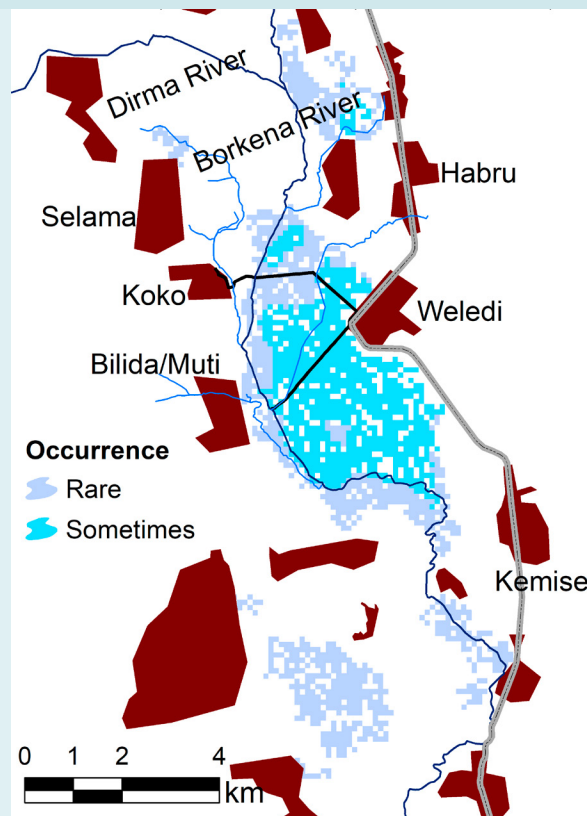 Dirma River
Borkena River
Habru
Selama
Koko
Weledi
Bilida/Muti
Occurrence
Rare
Sometimes
Kemise
0 1 2 4
km